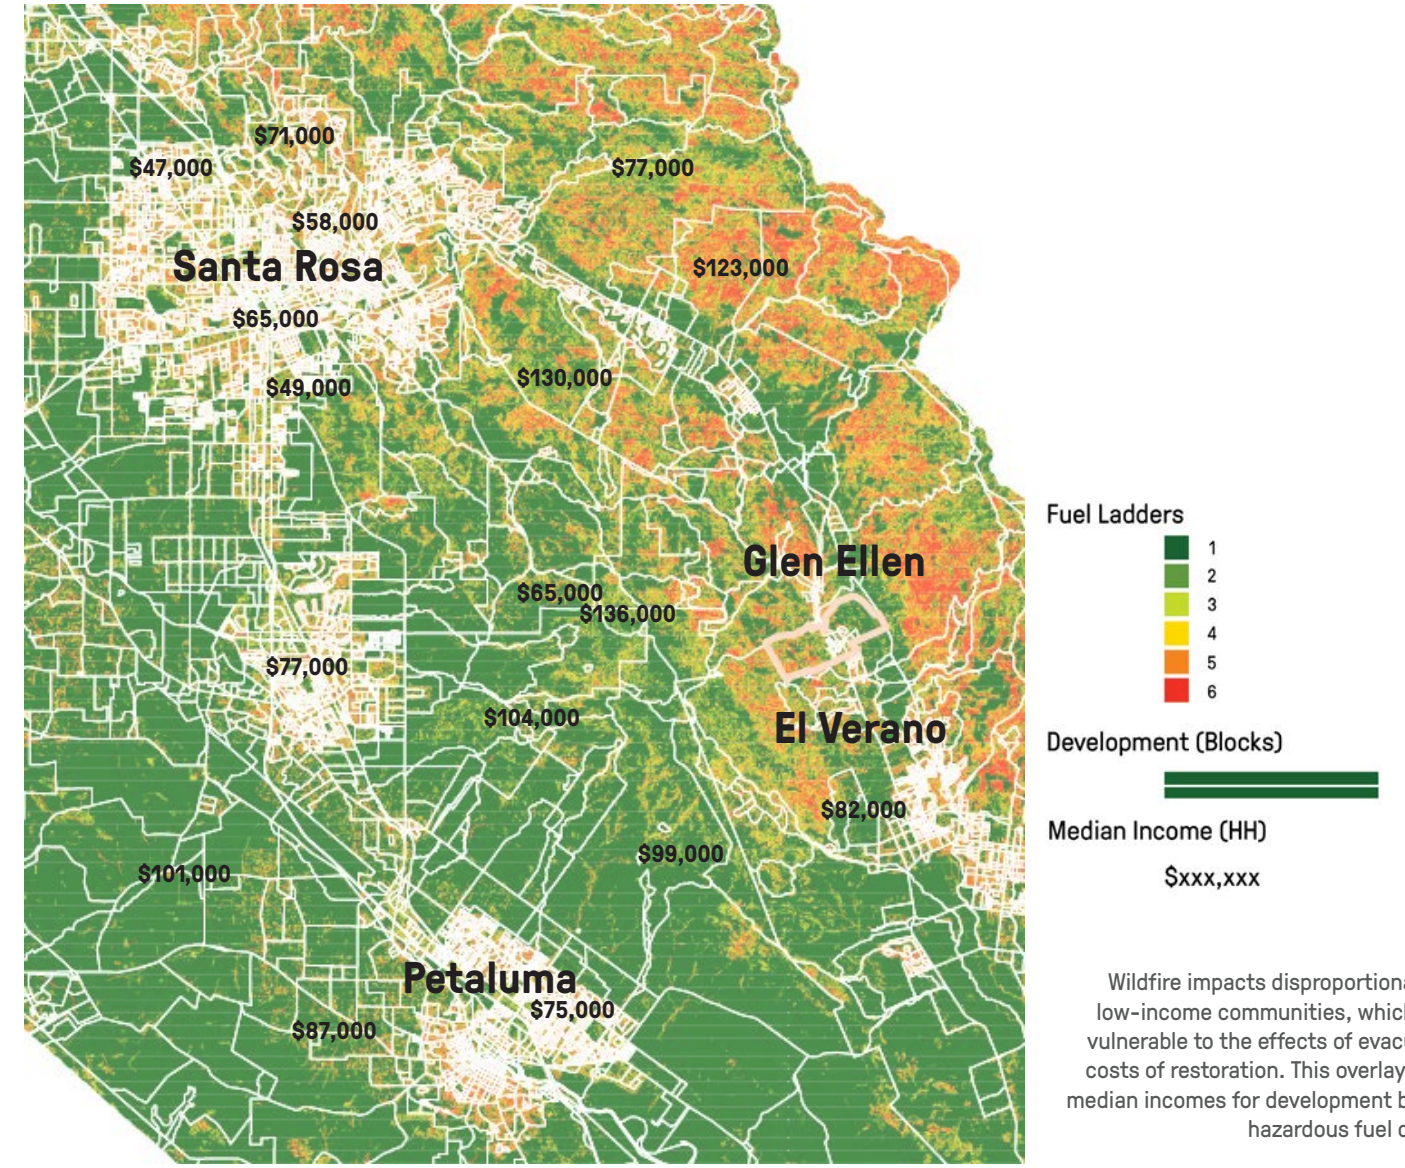 $71,000
$47,000
$77,000
$58,000
Santa Rosa
$123,000
$65,000
$130,000
$49,000
Glen Ellen
$65,000
$136,000
$77,000
$104,000
El Verano
$82,000
$99,000
$101,000
Petaluma
$75,000
$87,000
Fuel Ladders
1
2
3
4
5
6
Development (Blocks)
Median Income (HH)
$xxx,xxx
Wildfire impacts disproportiona
low-income communities, which
vulnerable to the effects of evacu
costs of restoration. This overlay
median incomes for development b
hazardous fuel